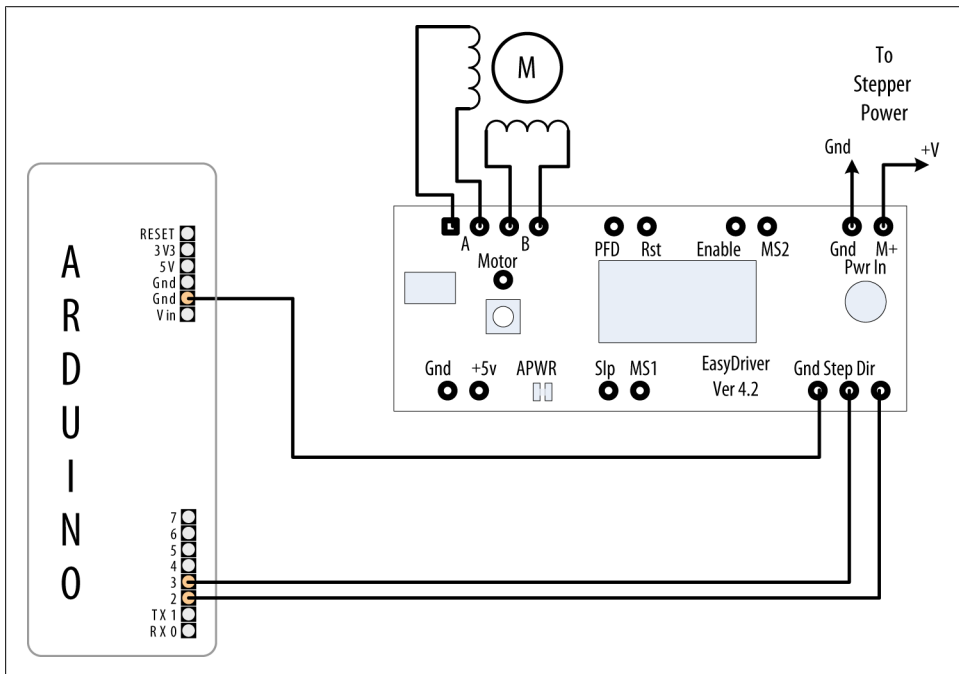 M
To
Stepper
Power
Gnd
+V
ARDUINO
RESET
3V3
5V
Gnd
Gnd
Vin
A
B
Motor
PFD
Rst
Enable
MS2
Gnd
M+
Pwr In
Gnd
+5v
APWR
Slp
MS1
EasyDriver
Ver 4.2
Gnd Step Dir
7
6
5
4
3
2
TX 1
RX 0